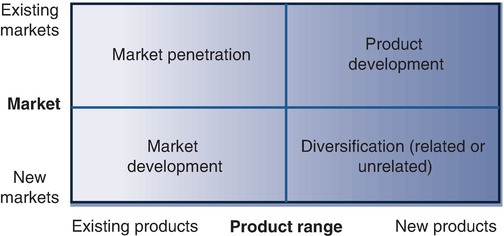 Existing
markets
Market penetration
Product
development
Market
Market
development
Diversification (related or
unrelated)
New
markets
Existing products
Product range
New products